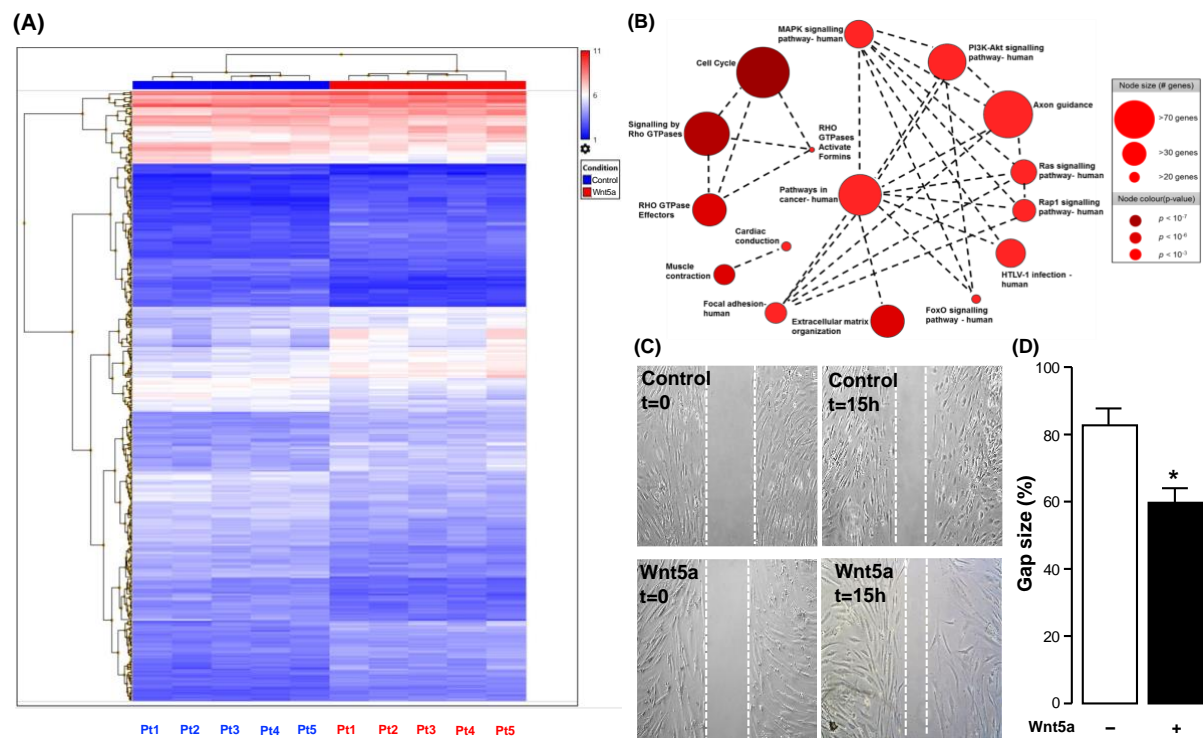 (A)
11
6
1
Condition
Control
Wnt5a
Pt1 Pt2 Pt3 Pt4 Pt5 Pt1 Pt2 Pt3 Pt4 Pt5
(B)
MAPK signalling
pathway- human
PI3K-Akt signalling
pathway- human
Cell Cycle
Axon guidance
Signalling by
Rho GTPases
RHO
GTPases
Activate
Formins
Ras signalling
pathway- human
Pathways in
cancer- human
Rap1 signalling
pathway- human
RHO GTPase
Effectors
Cardiac
conduction
Muscle
contraction
HTLV-1 infection -
human
Focal adhesion-
human
Extracellular matrix
organization
FoxO signalling
pathway - human
Node size (# genes)
>70 genes
>30 genes
>20 genes
Node colour(p-value)
p < 10-7
p < 10-6
p < 10-3
(C)
Control
t=0
Control
t=15h
Wnt5a
t=0
Wnt5a
t=15h
(D)
Gap size (%)
100
80
60
40
20
0
*
Wnt5a – +